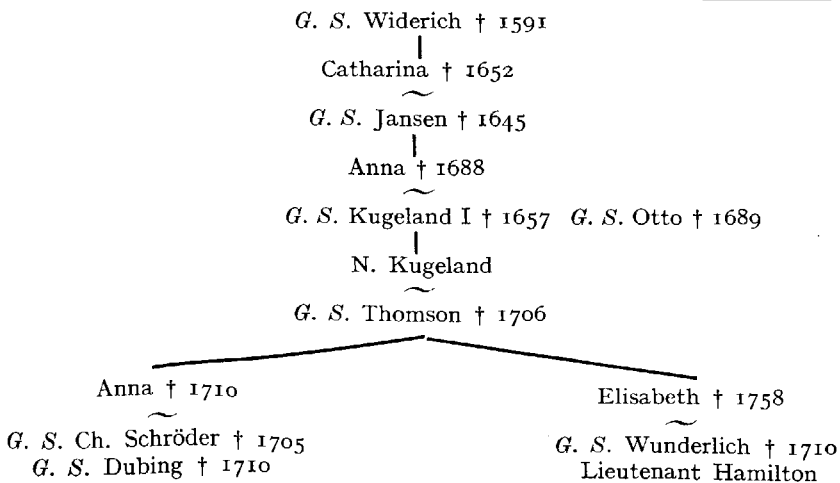 G. S. Widerich † 1591
Catharina † 1652
~
G. S. Jansen † 1645
Anna † 1688
~
G. S. Kugeland I † 1657 G. S. Otto † 1689
N. Kugeland
~
G. S. Thomson † 1706
Anna † 1710
~
G. S. Ch. Schröder † 1705
G. S. Dubing † 1710
Elisabeth † 1758
~
G. S. Wunderlich † 1710
Lieutenant Hamilton